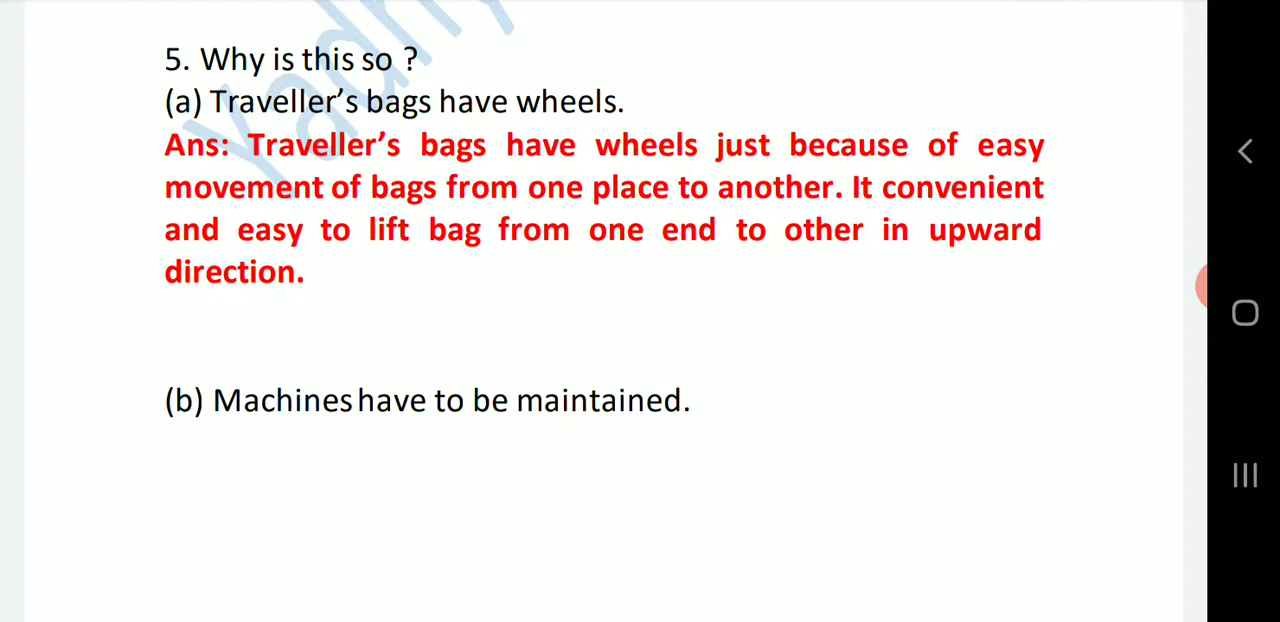 5. Why is this so ?
(a) Traveller’s bags have wheels.
Ans: Traveller’s bags have wheels just because of easy
movement of bags from one place to another. It convenient
and easy to lift bag from one end to other in upward
direction.
(b) Machines have to be maintained.